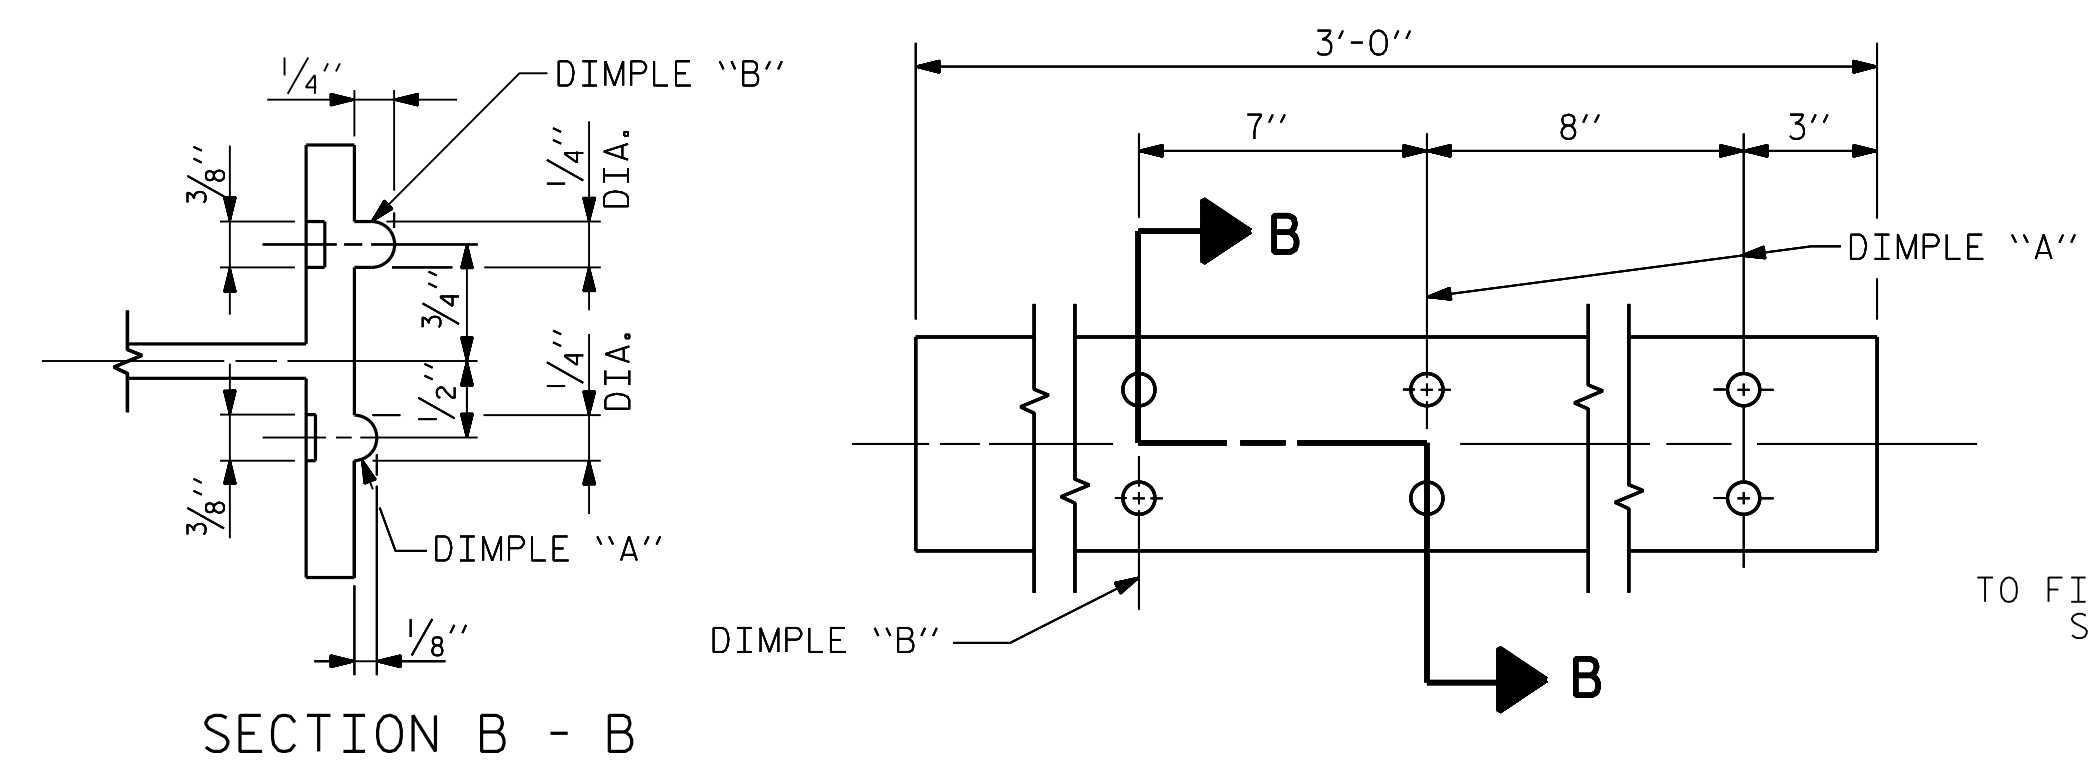 1/4"
DIMPLE "B"
3/8"
1/4"
DIA.
3/4"
1/2"
1/4"
DIA.
3/8"
DIMPLE "A"
1/8"
SECTION B - B
3'-0"
7"
8"
3"
B
DIMPLE "A"
DIMPLE "B"
B
TO FI
S